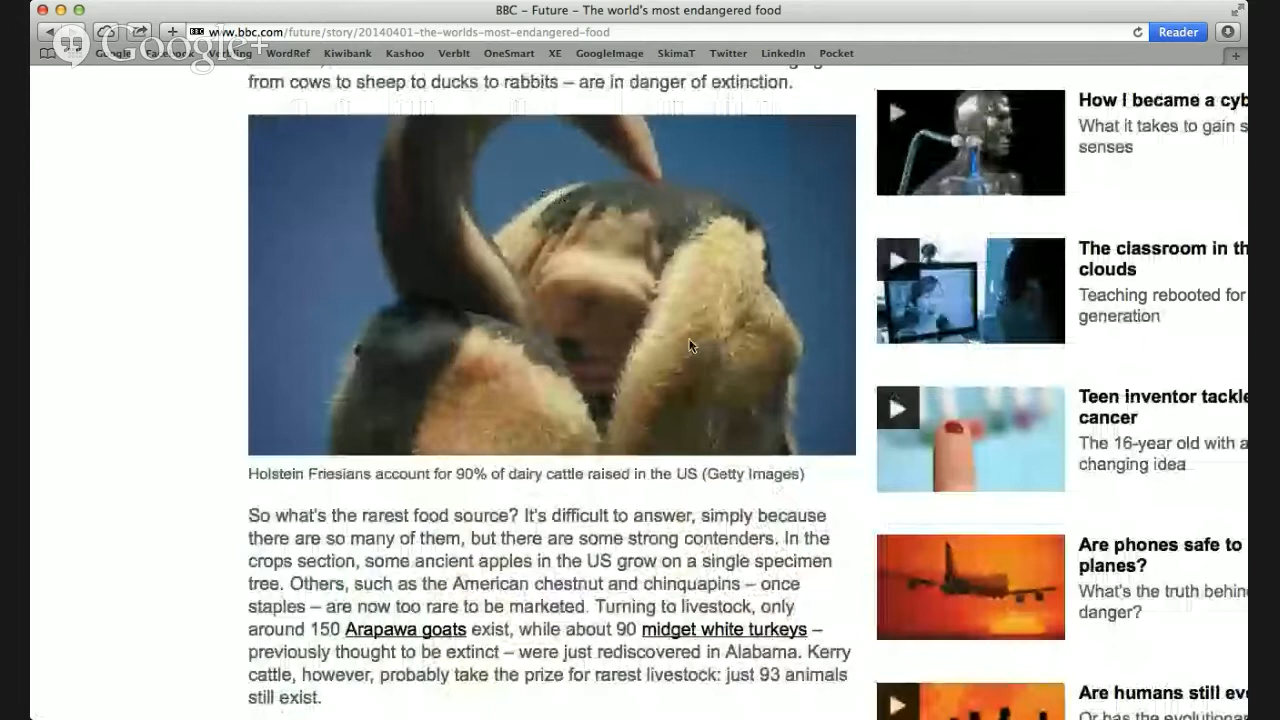 BBC – Future – The world's most endangered food
www.bbc.com/future/story/20140401-the-worlds-most-endangered-food
Reader
Google+
WordRef Kiwibank Kashoo VerbIt OneSmart XE GoogleImage SkimaT Twitter LinkedIn Pocket
from cows to sheep to ducks to rabbits – are in danger of extinction.
Holstein Friesians account for 90% of dairy cattle raised in the US (Getty Images)
So what's the rarest food source? It's difficult to answer, simply because
there are so many of them, but there are some strong contenders. In the
crops section, some ancient apples in the US grow on a single specimen
tree. Others, such as the American chestnut and chinquapins – once
staples – are now too rare to be marketed. Turning to livestock, only
around 150 Arapawa goats exist, while about 90 midget white turkeys –
previously thought to be extinct – were just rediscovered in Alabama. Kerry
cattle, however, probably take the prize for rarest livestock: just 93 animals
still exist.
How I became a cyb
What it takes to gain s
senses
The classroom in th
clouds
Teaching rebooted for
generation
Teen inventor tackle
cancer
The 16-year old with a
changing idea
Are phones safe to
planes?
What's the truth behin
danger?
Are humans still ev
Or has the evolutionar